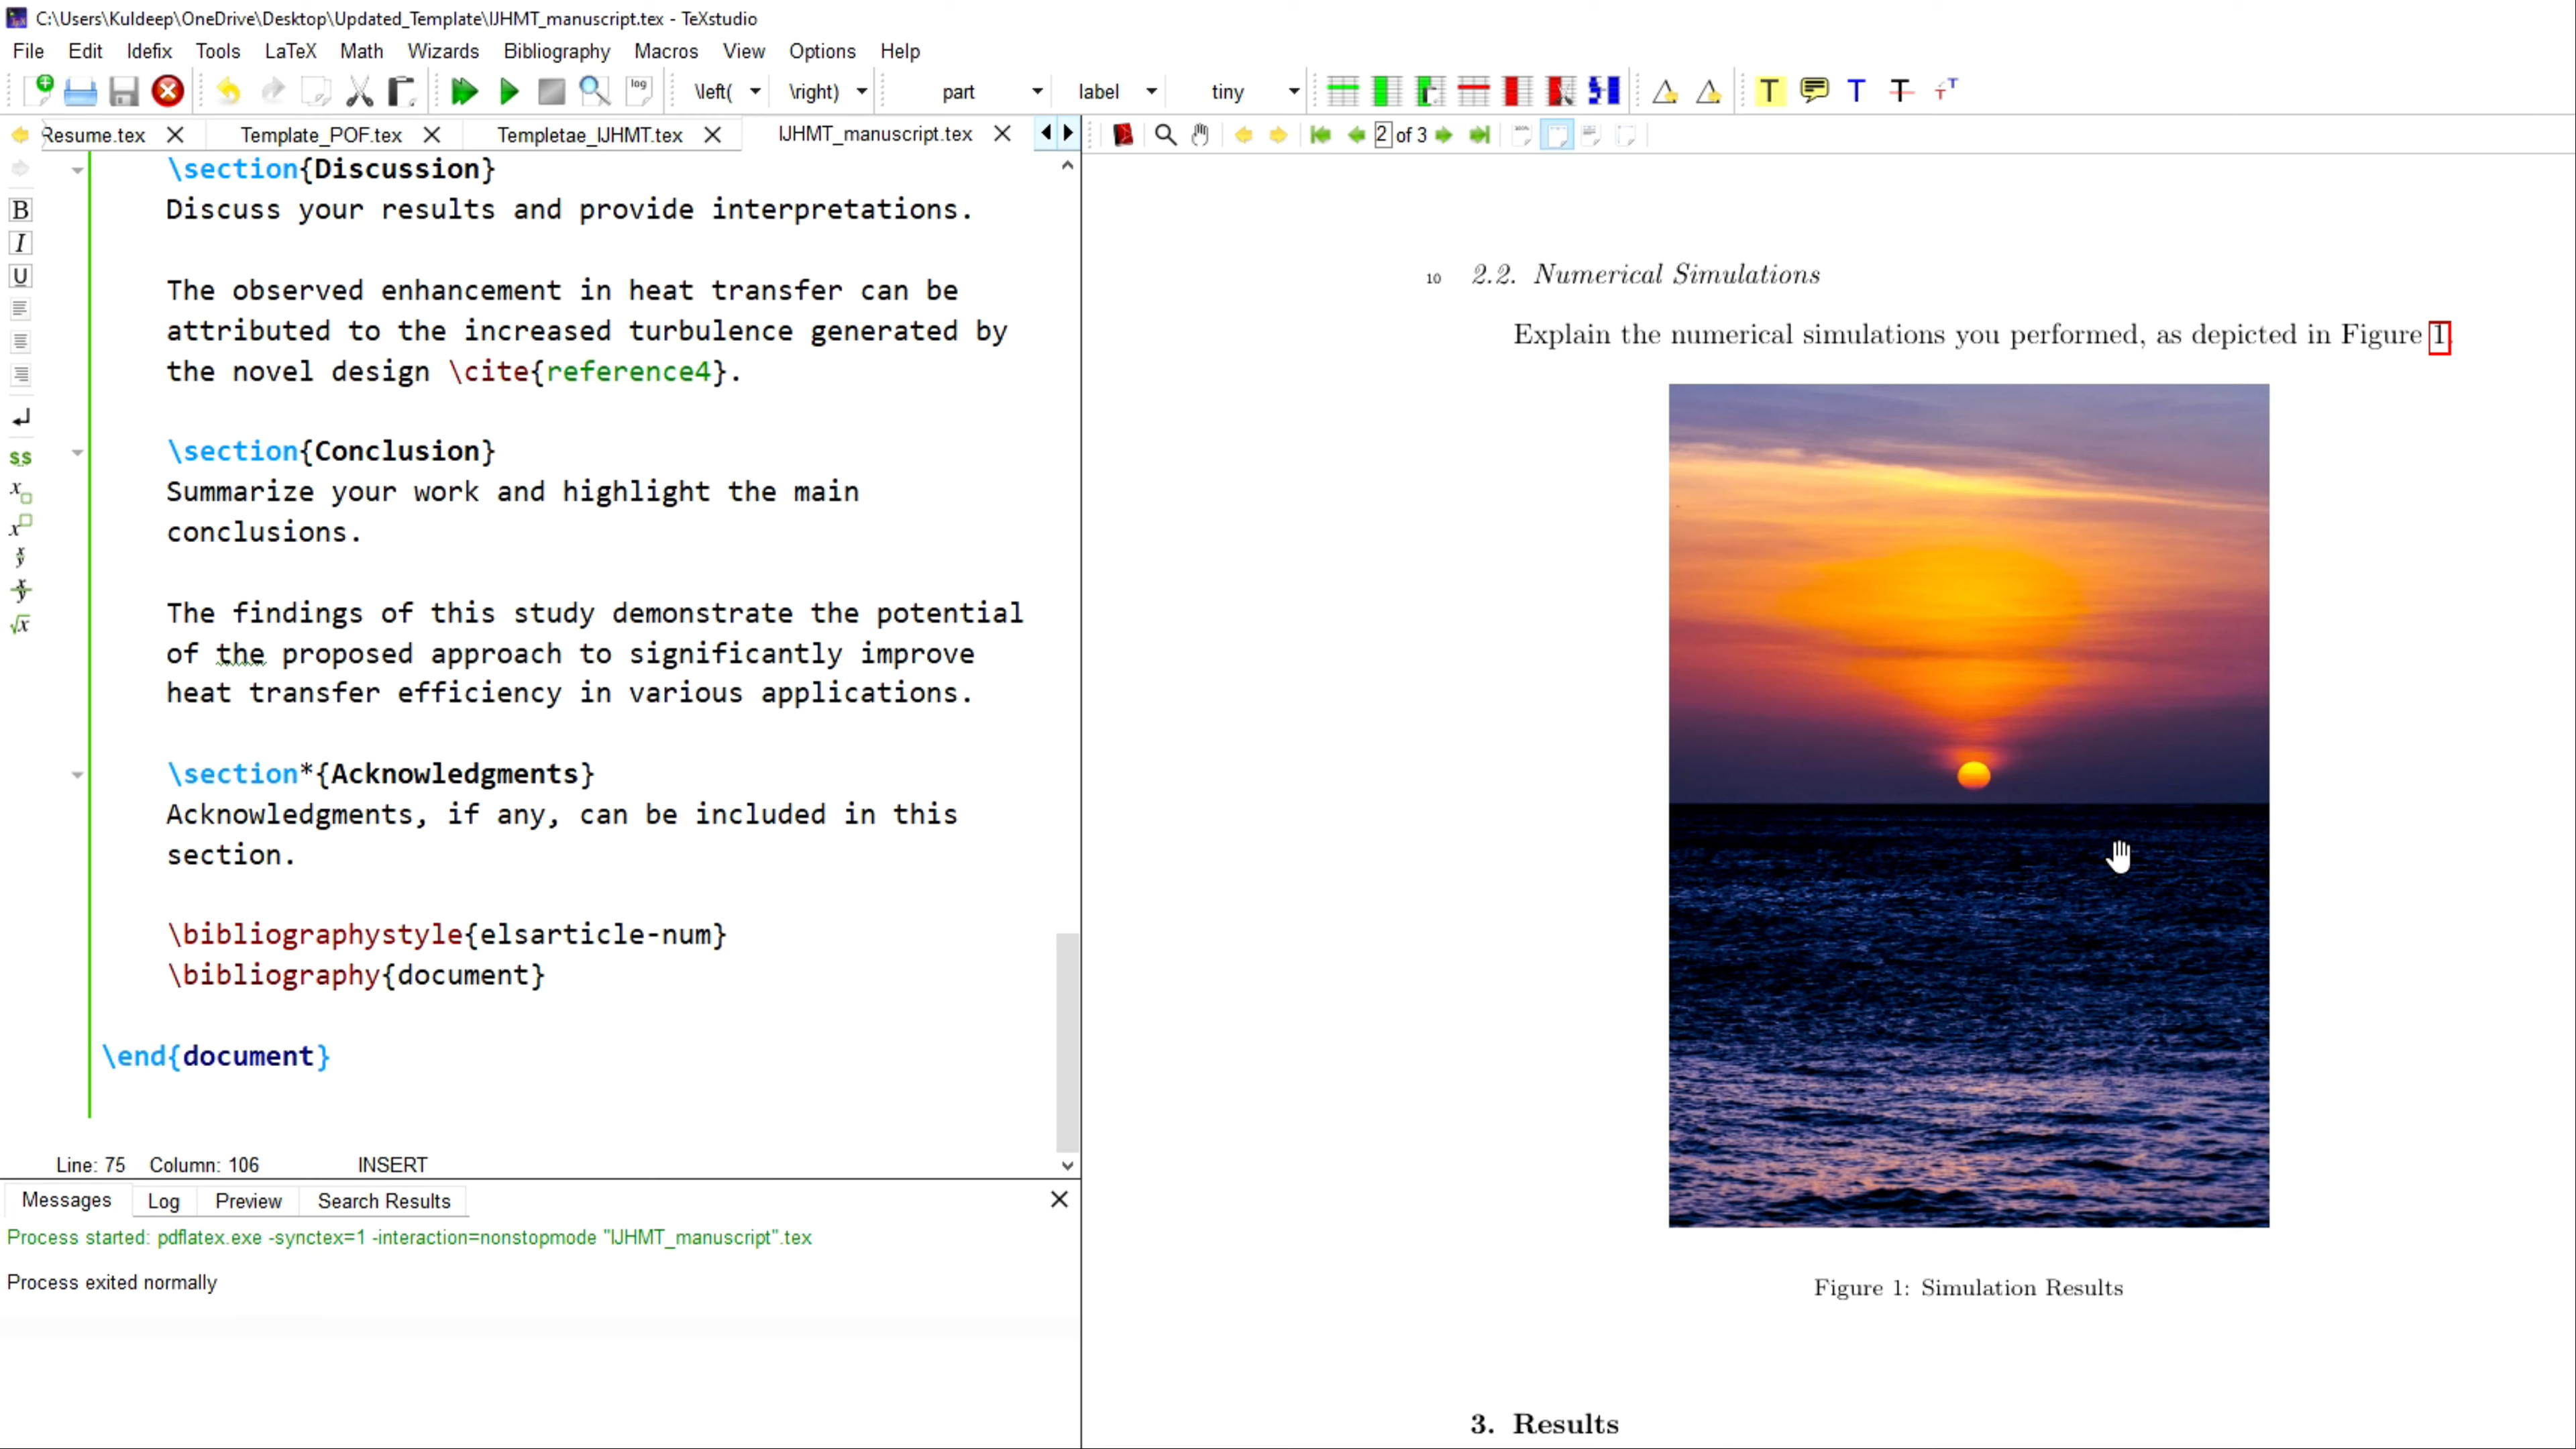 C:\Users\Kuldeep\OneDrive\Desktop\Updated_Template\IJHMT_manuscript.tex - TeXstudio
File Edit Idefix Tools LaTeX Math Wizards Bibliography Macros View Options Help
log \left( \right) part label tiny T T T
Resume.tex Template_POF.tex Templetae_IJHMT.tex IJHMT_manuscript.tex 2 of 3
\section{Discussion}
Discuss your results and provide interpretations.
The observed enhancement in heat transfer can be
attributed to the increased turbulence generated by
the novel design \cite{reference4}.
\section{Conclusion}
Summarize your work and highlight the main
conclusions.
The findings of this study demonstrate the potential
of the proposed approach to significantly improve
heat transfer efficiency in various applications.
\section*{Acknowledgments}
Acknowledgments, if any, can be included in this
section.
\bibliographystyle{elsarticle-num}
\bibliography{document}
\end{document}
Line: 75 Column: 106 INSERT
Messages Log Preview Search Results
Process started: pdflatex.exe -synctex=1 -interaction=nonstopmode "IJHMT_manuscript".tex
Process exited normally
10 2.2. Numerical Simulations
Explain the numerical simulations you performed, as depicted in Figure 1.
Figure 1: Simulation Results
3. Results